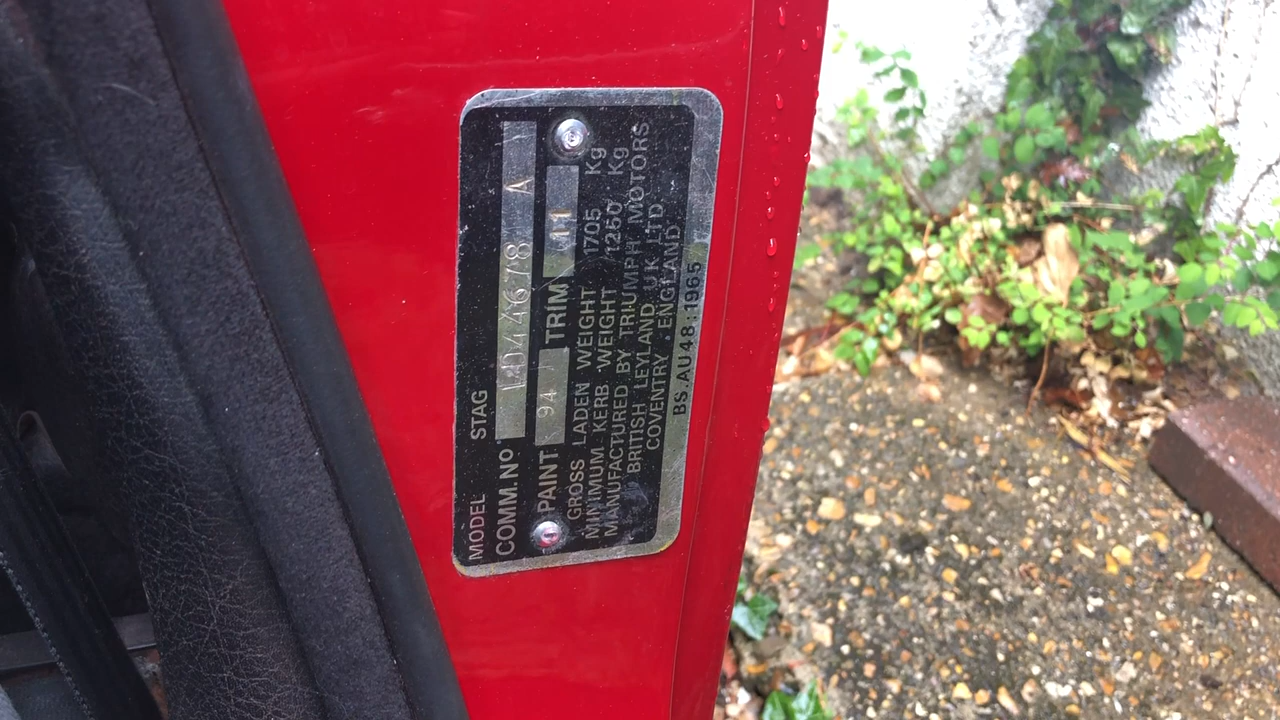 MODEL STAG
COMM.No LD44678 A
PAINT 94 TRIM 11
GROSS LADEN WEIGHT 1705 Kg
MINIMUM KERB WEIGHT 1250 Kg
MANUFACTURED BY TRIUMPH MOTORS
BRITISH LEYLAND UK LTD
COVENTRY . ENGLAND
BS.AU48:1965